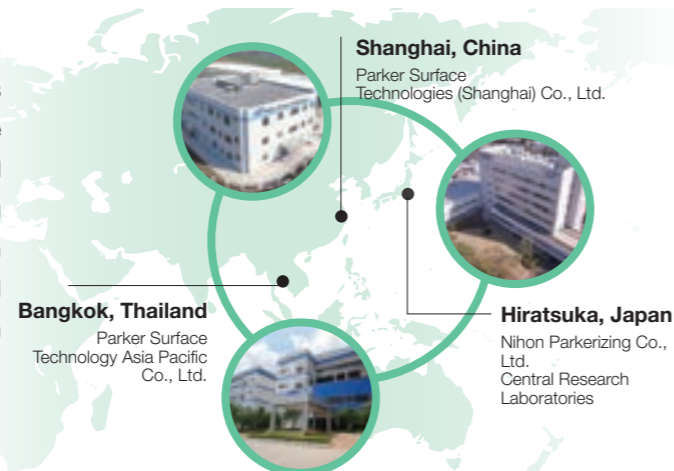 Shanghai, China
Parker Surface
Technologies (Shanghai) Co., Ltd.
Bangkok, Thailand
Parker Surface
Technology Asia Pacific
Co., Ltd.
Hiratsuka, Japan
Nihon Parkerizing Co.,
Ltd.
Central Research
Laboratories